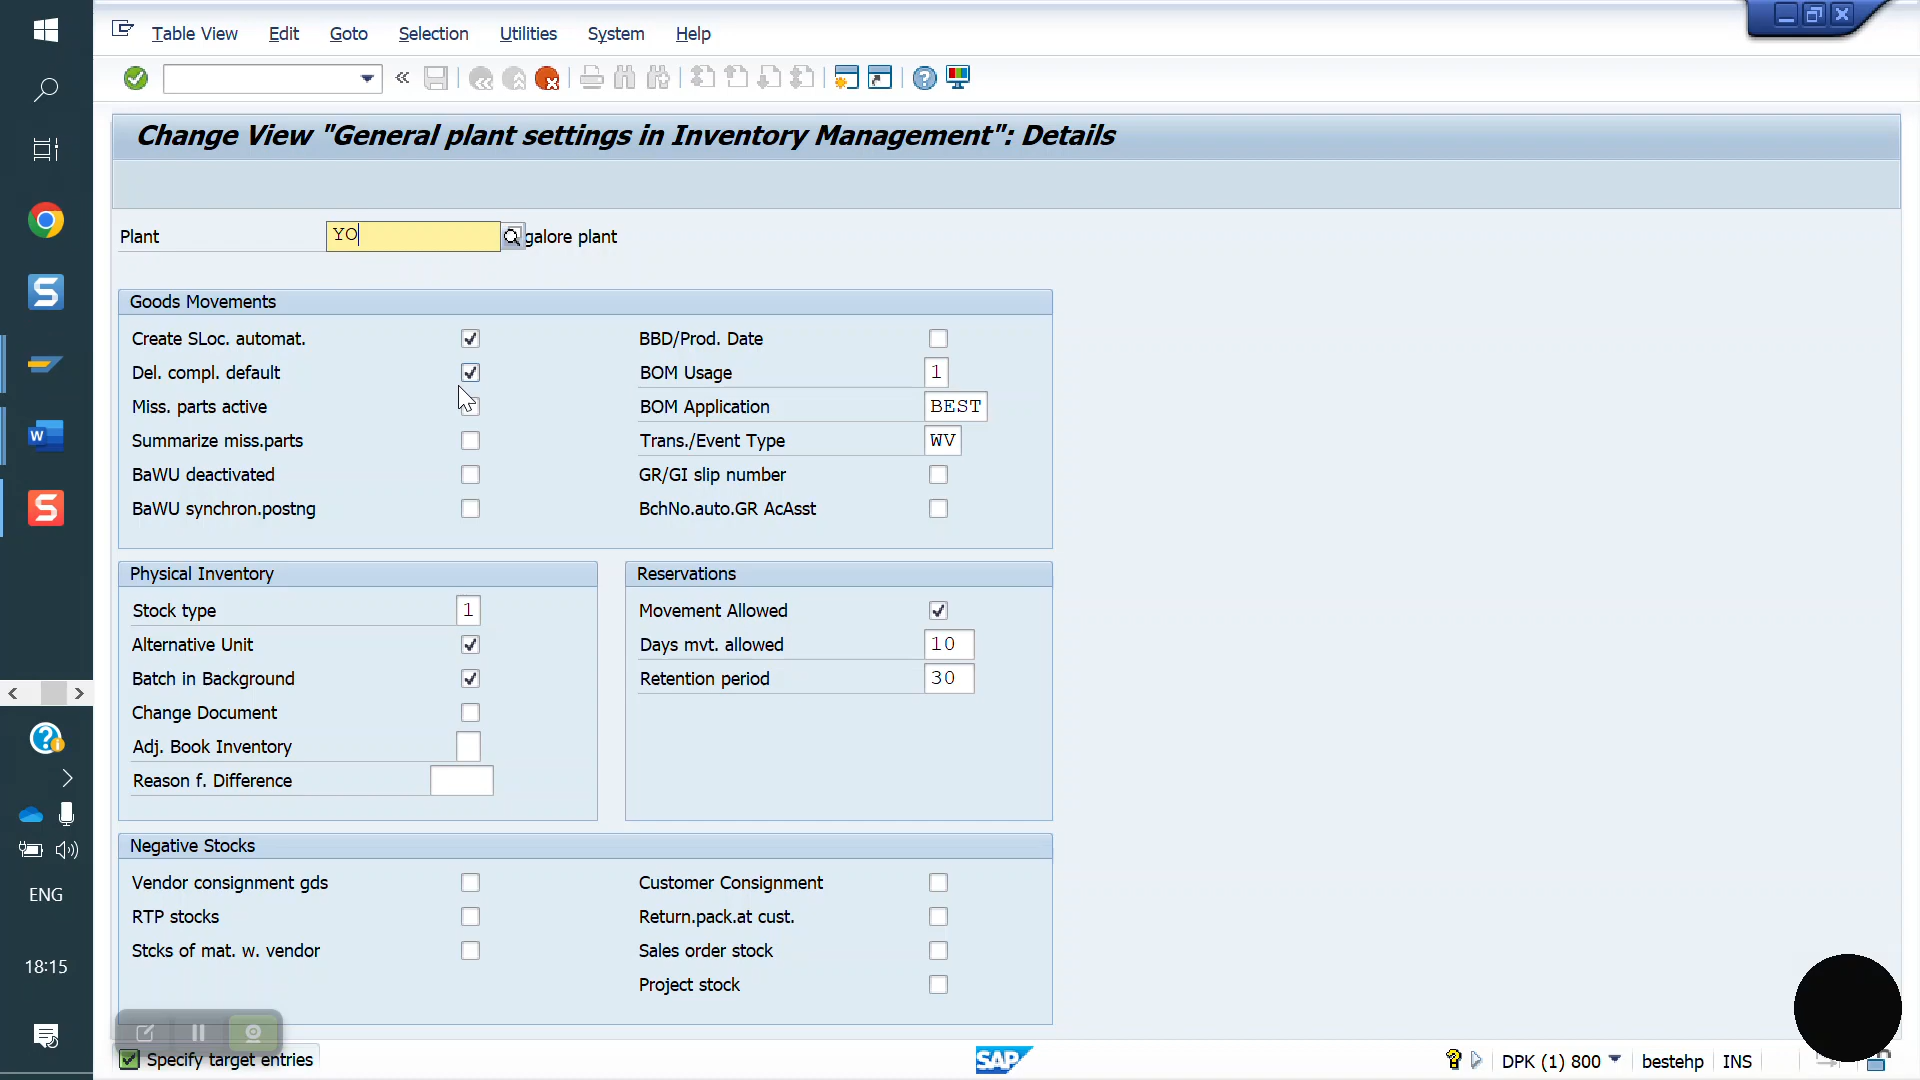 Table View Edit Goto Selection Utilities System Help
Change View "General plant settings in Inventory Management": Details
Plant YO galore plant
Goods Movements
Create SLoc. automat. BBD/Prod. Date
Del. compl. default BOM Usage 1
Miss. parts active BOM Application BEST
Summarize miss.parts Trans./Event Type WV
BaWU deactivated GR/GI slip number
BaWU synchron.postng BchNo.auto.GR AcAsst
Physical Inventory
Stock type 1
Alternative Unit
Batch in Background
Change Document
Adj. Book Inventory
Reason f. Difference
Reservations
Movement Allowed
Days mvt. allowed 10
Retention period 30
Negative Stocks
Vendor consignment gds Customer Consignment
RTP stocks Return.pack.at cust.
Stcks of mat. w. vendor Sales order stock
Project stock
Specify target entries SAP DPK (1) 800 bestehp INS
ENG
18:15